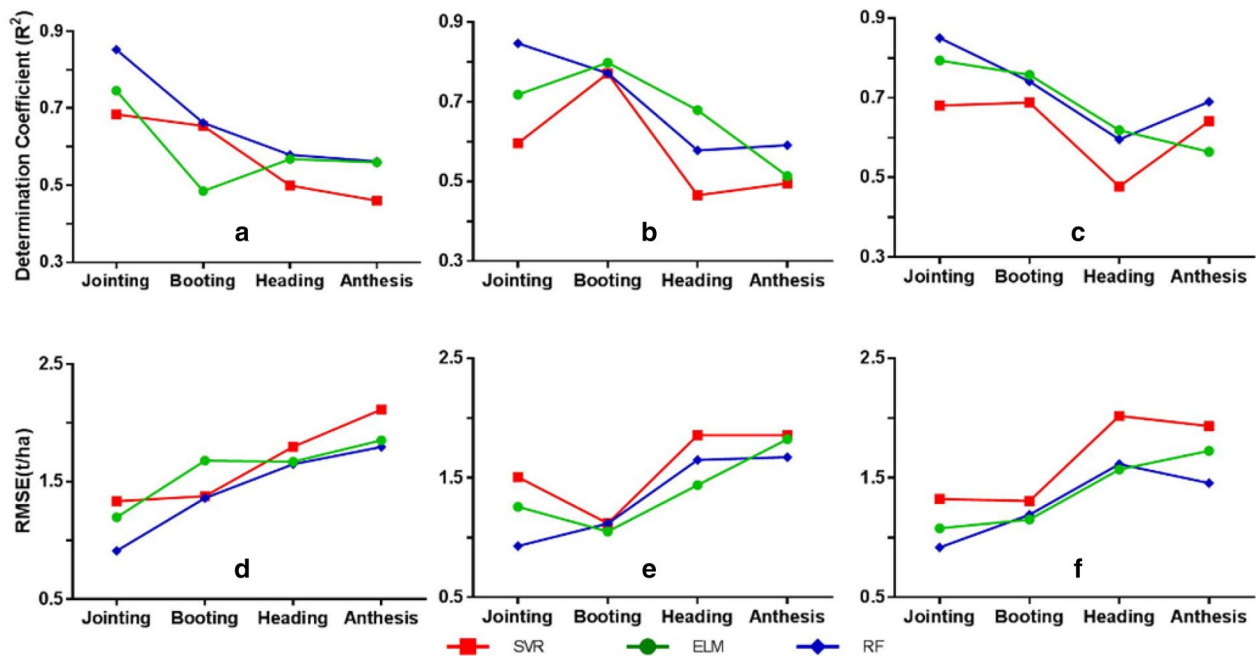 Determination Coefficient (R²)
0.9
0.7
0.5
0.3
a
Jointing Booting Heading Anthesis
0.9
0.7
0.5
0.3
b
Jointing Booting Heading Anthesis
0.9
0.7
0.5
0.3
c
Jointing Booting Heading Anthesis
RMSE(t/ha)
2.5
1.5
0.5
d
Jointing Booting Heading Anthesis
2.5
1.5
0.5
e
Jointing Booting Heading Anthesis
2.5
1.5
0.5
f
Jointing Booting Heading Anthesis
SVR ELM RF